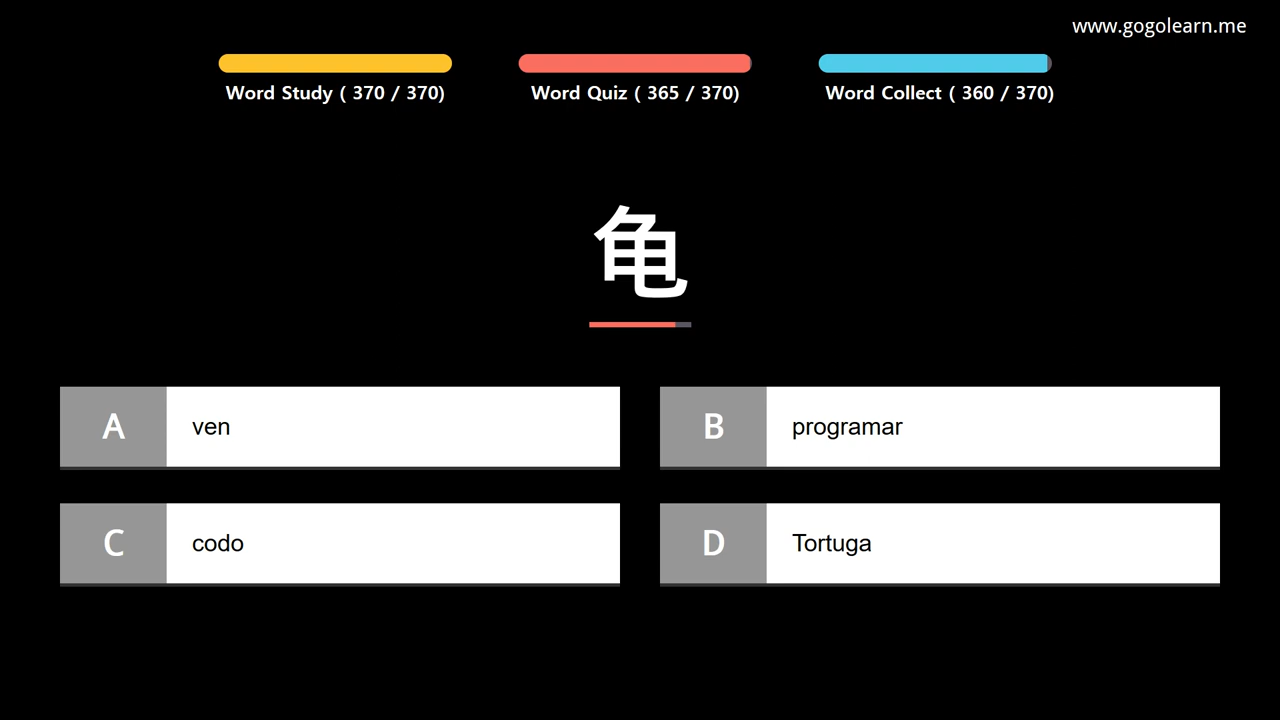 www.gogolearn.me
Word Study ( 370 / 370)
Word Quiz ( 365 / 370)
Word Collect ( 360 / 370)
亀
A ven
B programar
C codo
D Tortuga